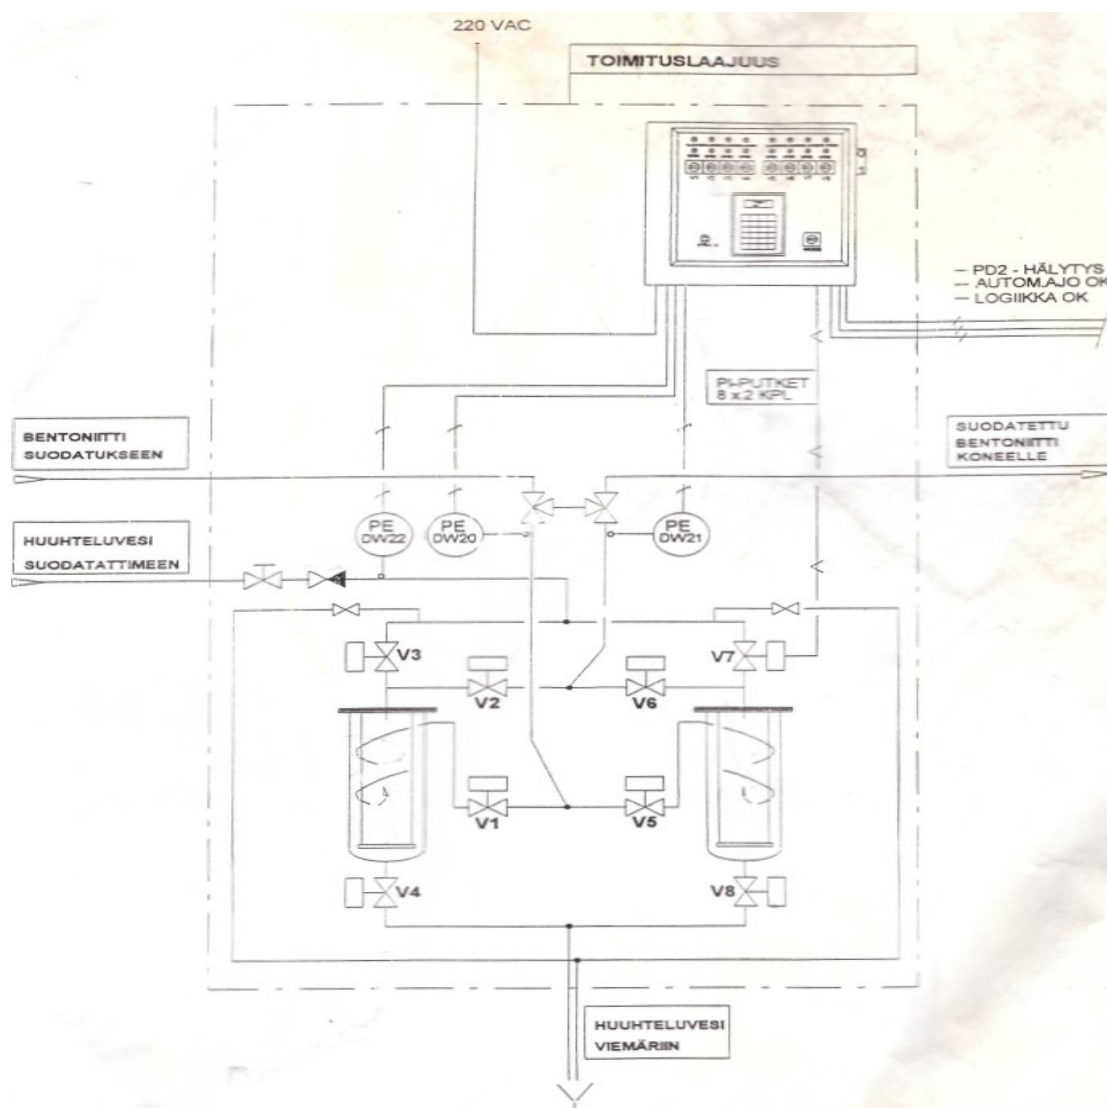 220 VAC
TOIMITUSLAAJUUS
— PD2 - HÄLYTYS
— AUTOM.AJO OK
— LOGIIKKA OK
PI-PUTKET
8 x 2 KPL
BENTONIITTI
SUODATUKSEEN
SUODATETTU
BENTONIITTI
KONEELLE
HUUHTELUVESI
SUODATATTIMEEN
PE
DW22
PE
DW20
PE
DW21
V3
V7
V2
V6
V1
V5
V4
V8
HUUHTELUVESI
VIEMÄRIIN